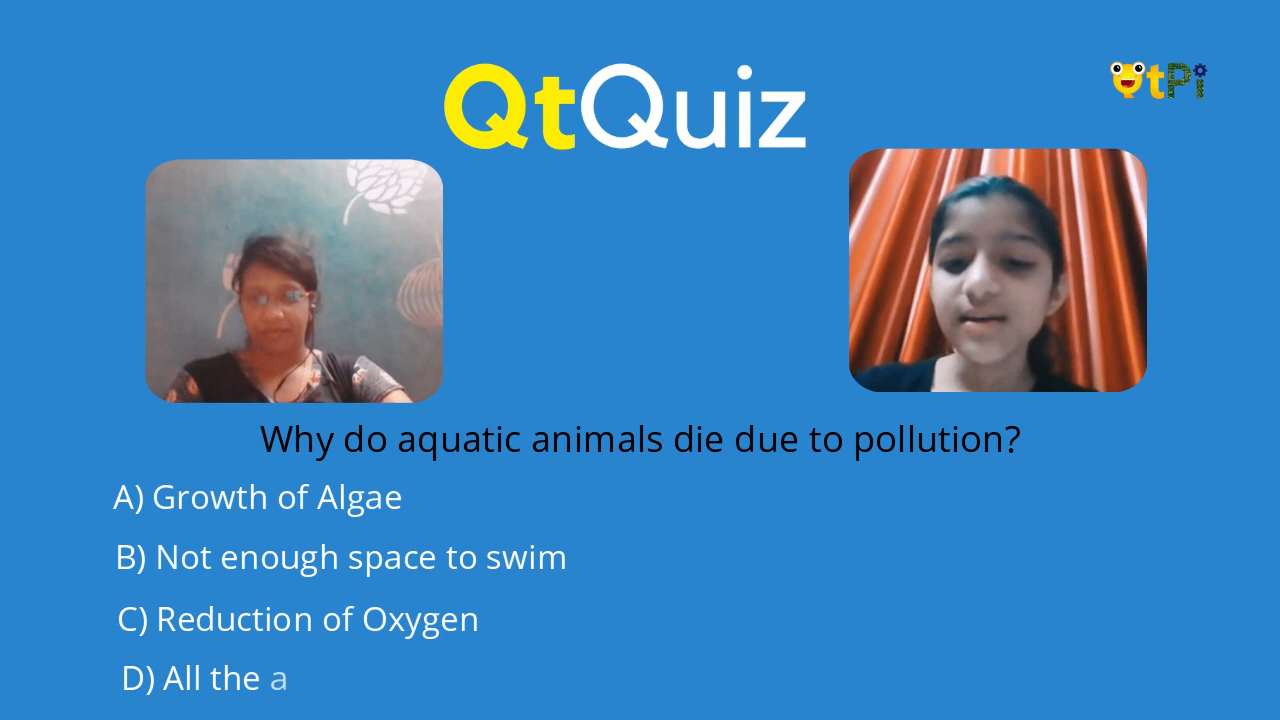 QtQuiz
QtPi
Why do aquatic animals die due to pollution?
A) Growth of Algae
B) Not enough space to swim
C) Reduction of Oxygen
D) All the a